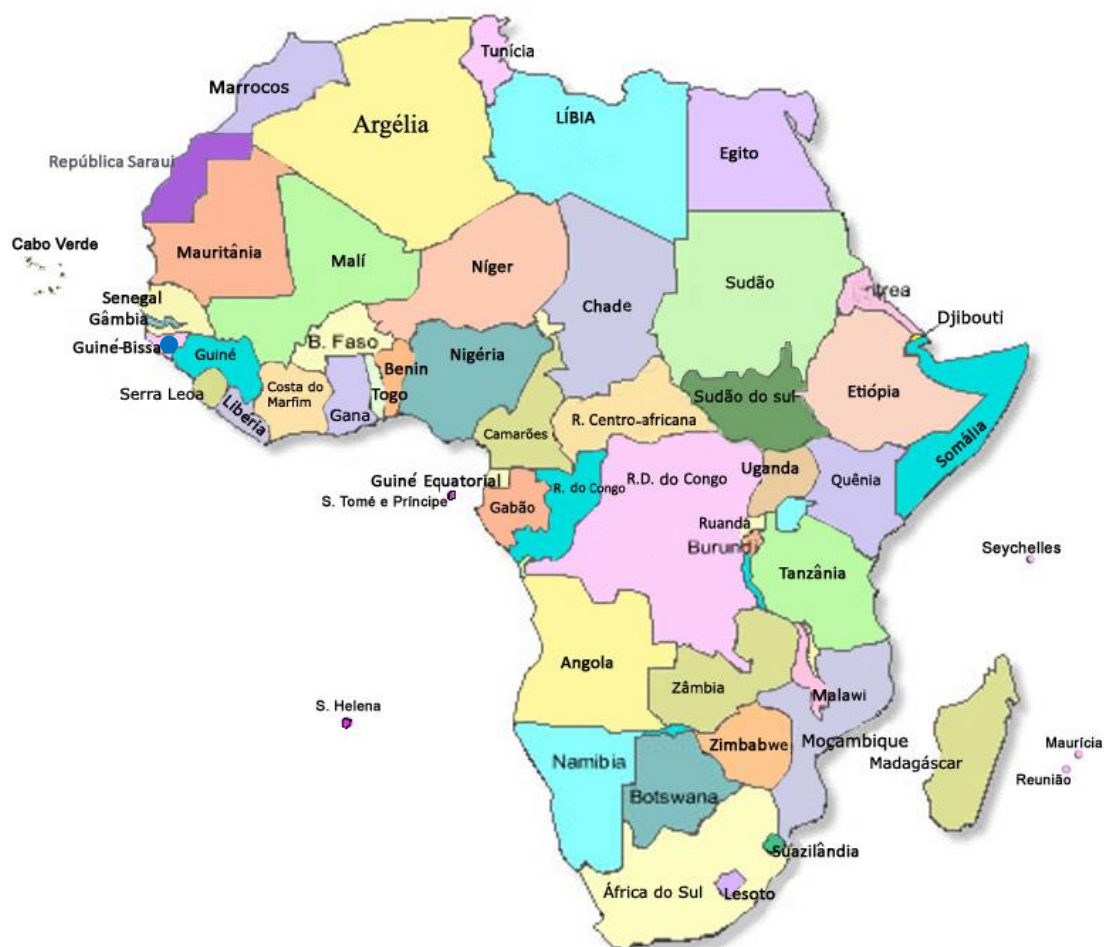 Tunícia
Marrocos
Argélia
LÍBIA
Egito
República Saraui
Cabo Verde
Mauritânia
Malí
Níger
Chade
Sudão
Senegal
Gâmbia
Guiné-Bissa
Guiné
B. Faso
Nigéria
Benin
Togo
Gana
Costa do
Marfim
Serra Leoa
Libéria
Camarões
R. Centro-africana
Sudão do sul
Etiópia
Djibouti
Somália
Guiné Equatorial
S. Tomé e Príncipe
Gabão
R. do Congo
R.D. do Congo
Uganda
Quênia
Ruanda
Burundi
Tanzânia
Seychelles
Angola
Zâmbia
Malawi
Moçambique
S. Helena
Namibia
Zimbabwe
Botswana
Madagáscar
Maurícia
Reunião
Suazilândia
África do Sul
Lesoto